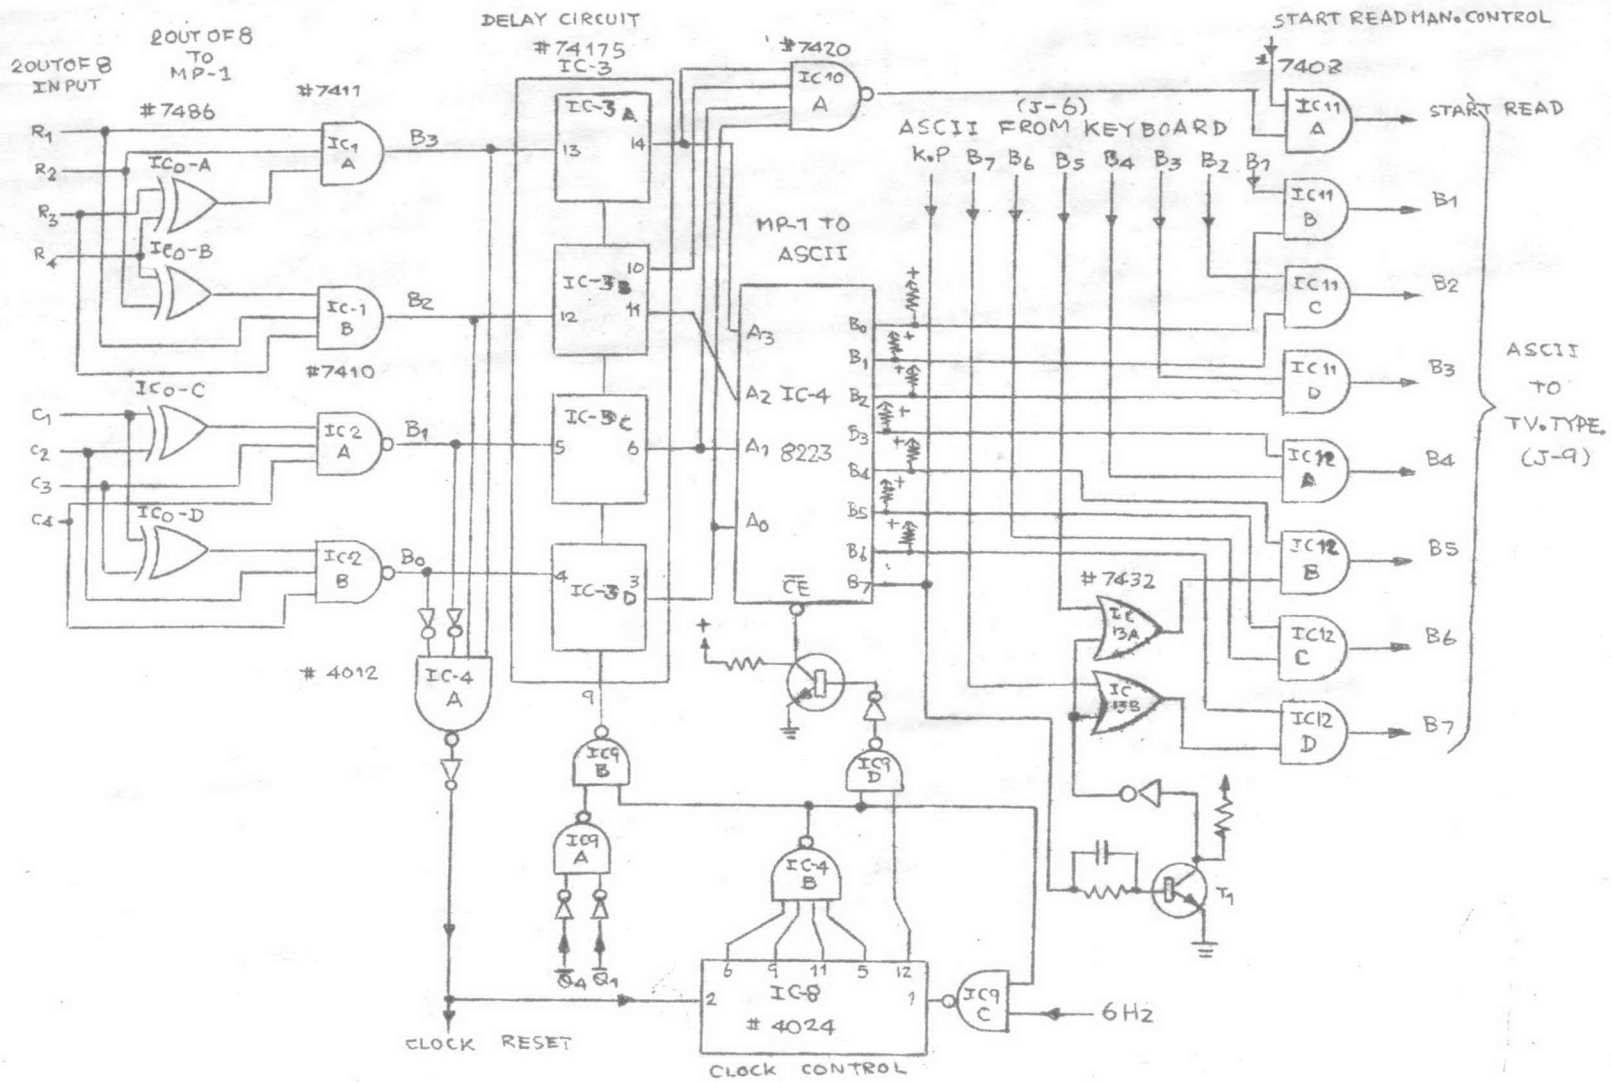 DELAY CIRCUIT
START READ MAN. CONTROL
2 OUT OF 8
TO
MP-1
2 OUT OF 8
INPUT
#7486
#7411
#74175
IC-3
#7420
#7408
R1
R2
R3
R4
IC0-A
IC0-B
IC1
A
B3
IC-1
B
B2
#7410
IC-3 A
13
14
IC-3 B
10
11
12
IC10
A
(J-6)
ASCII FROM KEYBOARD
K.P B7 B6 B5 B4 B3 B2 B1
IC11
A
START READ
IC11
B
B1
IC11
C
B2
IC11
D
B3
MP-1 TO
ASCII
A3
A2
A1
A0
IC-4
8223
CE
B0
B1
B2
B3
B4
B5
B6
B7
+
+
+
+
+
+
+
C1
C2
C3
C4
IC0-C
IC0-D
IC2
A
B1
IC2
B
B0
IC-3 C
5
6
IC-3 D
4
3
9
IC12
A
B4
IC12
B
B5
IC12
C
B6
IC12
D
B7
ASCII
TO
TV. TYPE.
(J-9)
#7432
IC
13A
IC
13B
#4012
IC-4
A
+
IC9
B
IC9
D
IC9
A
IC-4
B
T1
Q̅4 Q̅1
6 9 11 5 12
2
IC-8
1
#4024
IC9
C
6Hz
CLOCK RESET
CLOCK CONTROL